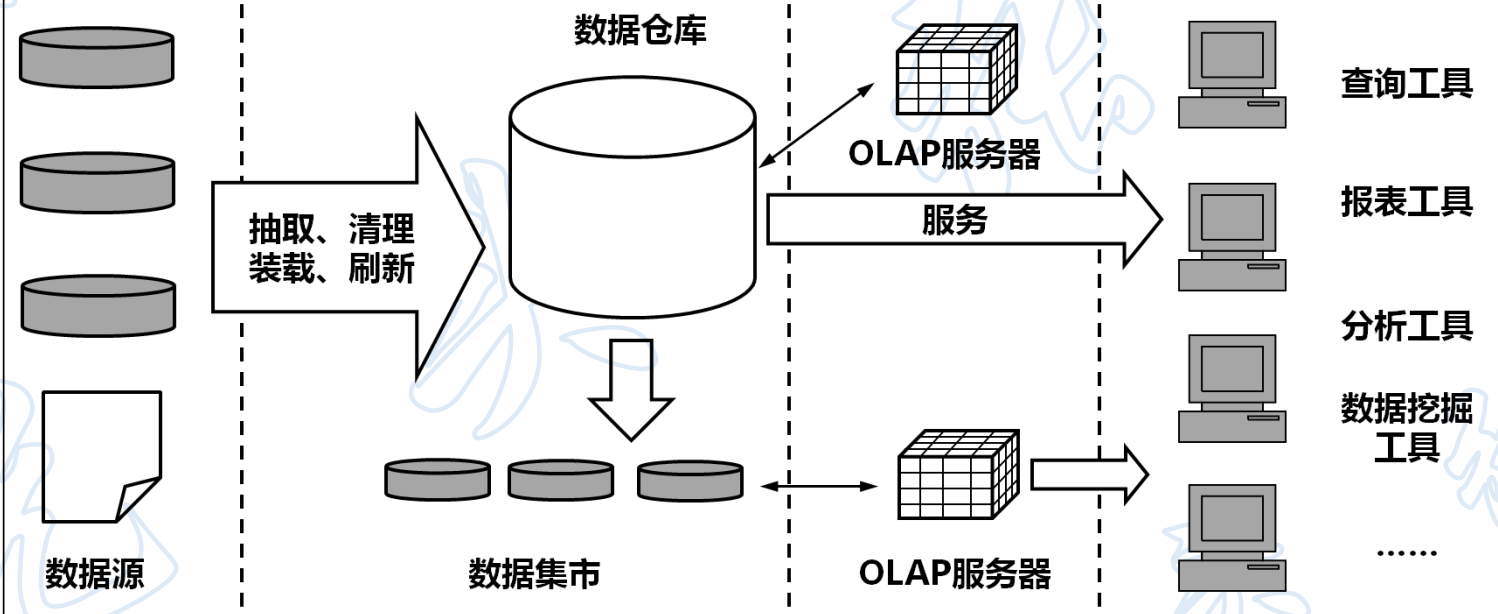 数据仓库
查询工具
OLAP服务器
报表工具
服务
抽取、清理
装载、刷新
分析工具
数据挖掘
工具
数据源
数据集市
OLAP服务器
……